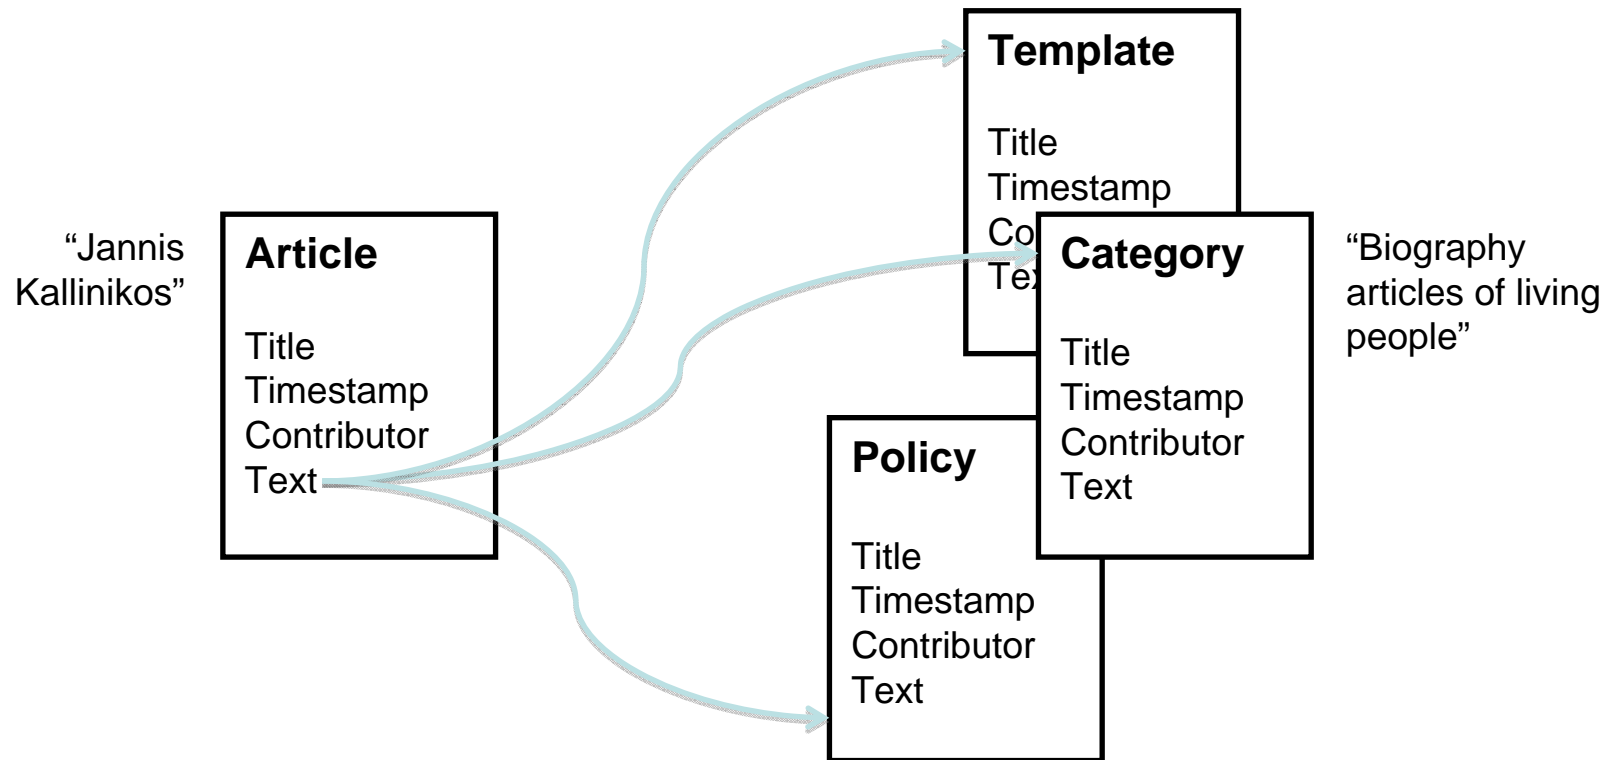 Template
Title
Timestamp
“Jannis
Kallinikos”
Article
Title
Timestamp
Contributor
Text
Category
Title
Timestamp
Contributor
Text
“Biography
articles of living
people”
Policy
Title
Timestamp
Contributor
Text